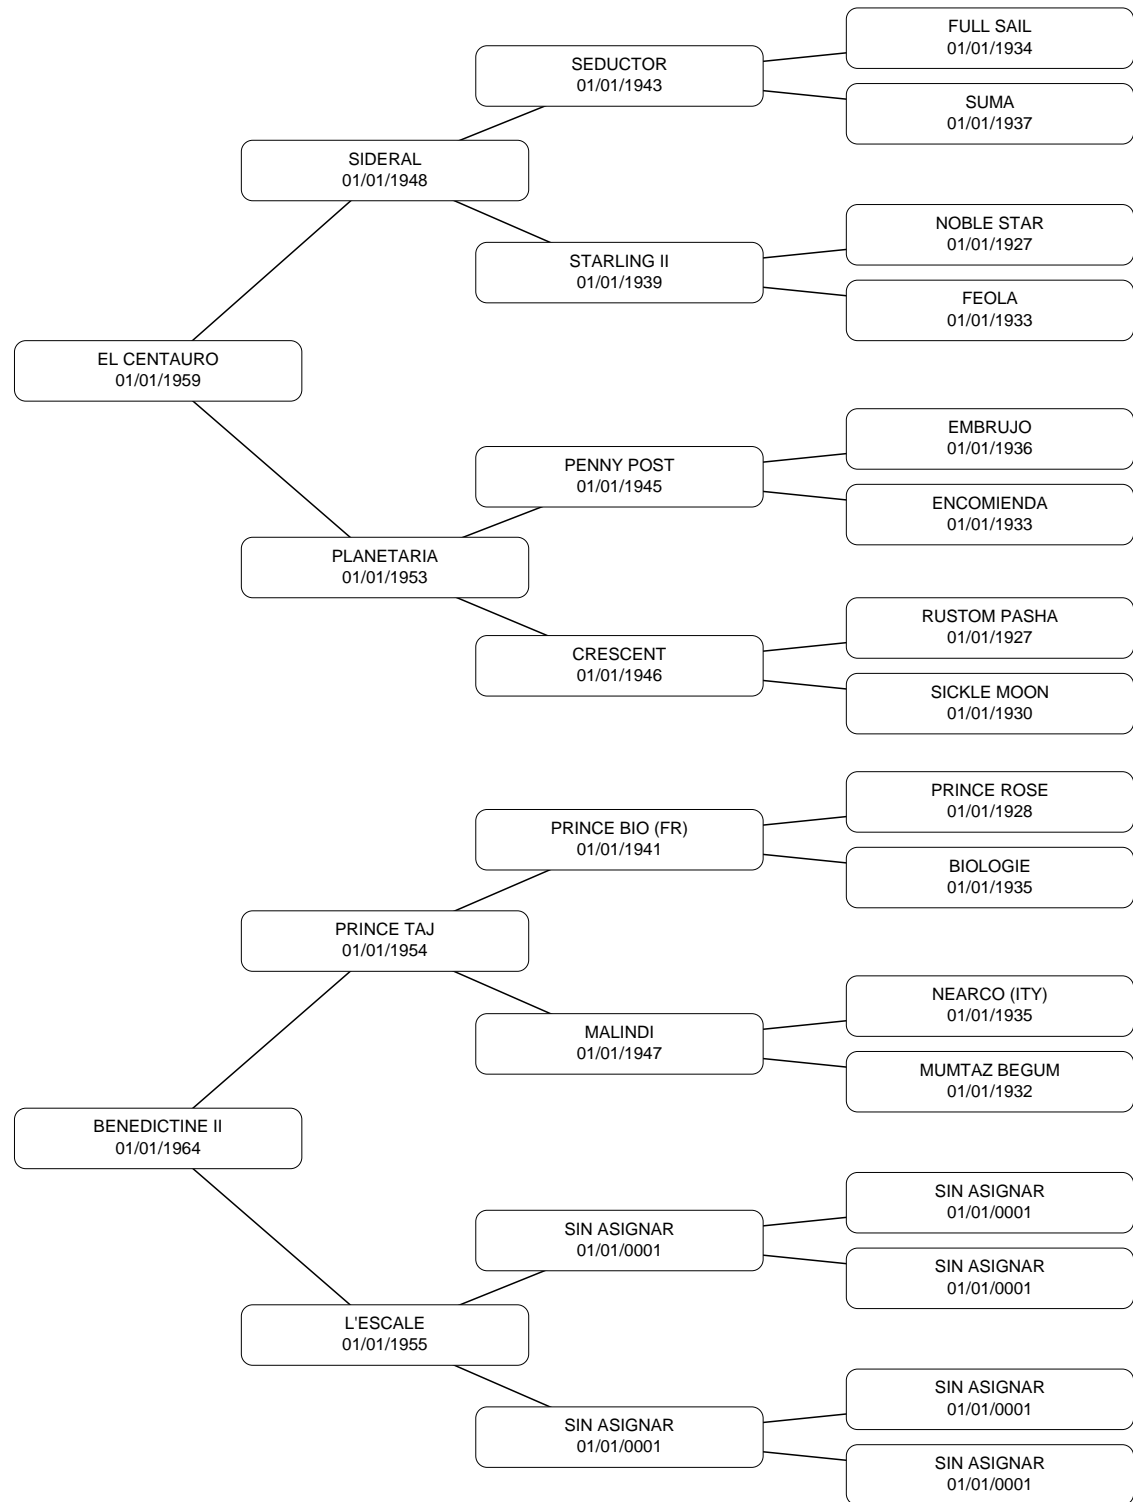 FULL SAIL
01/01/1934
SEDUCTOR
01/01/1943
SUMA
01/01/1937
SIDERAL
01/01/1948
NOBLE STAR
01/01/1927
STARLING II
01/01/1939
FEOLA
01/01/1933
EL CENTAURO
01/01/1959
EMBRUJO
01/01/1936
PENNY POST
01/01/1945
ENCOMIENDA
01/01/1933
PLANETARIA
01/01/1953
RUSTOM PASHA
01/01/1927
CRESCENT
01/01/1946
SICKLE MOON
01/01/1930
PRINCE ROSE
01/01/1928
PRINCE BIO (FR)
01/01/1941
BIOLOGIE
01/01/1935
PRINCE TAJ
01/01/1954
NEARCO (ITY)
01/01/1935
MALINDI
01/01/1947
MUMTAZ BEGUM
01/01/1932
BENEDICTINE II
01/01/1964
SIN ASIGNAR
01/01/0001
SIN ASIGNAR
01/01/0001
SIN ASIGNAR
01/01/0001
L'ESCALE
01/01/1955
SIN ASIGNAR
01/01/0001
SIN ASIGNAR
01/01/0001
SIN ASIGNAR
01/01/0001